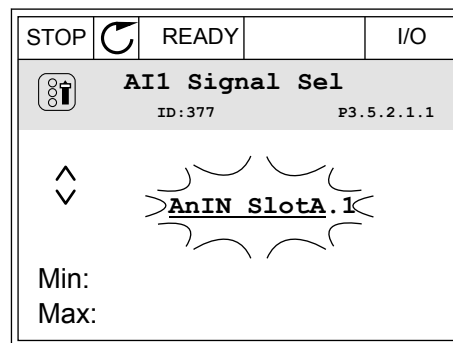 STOP READY I/O
AI1 Signal Sel
ID:377 P3.5.2.1.1
AnIN SlotA.1
Min:
Max: